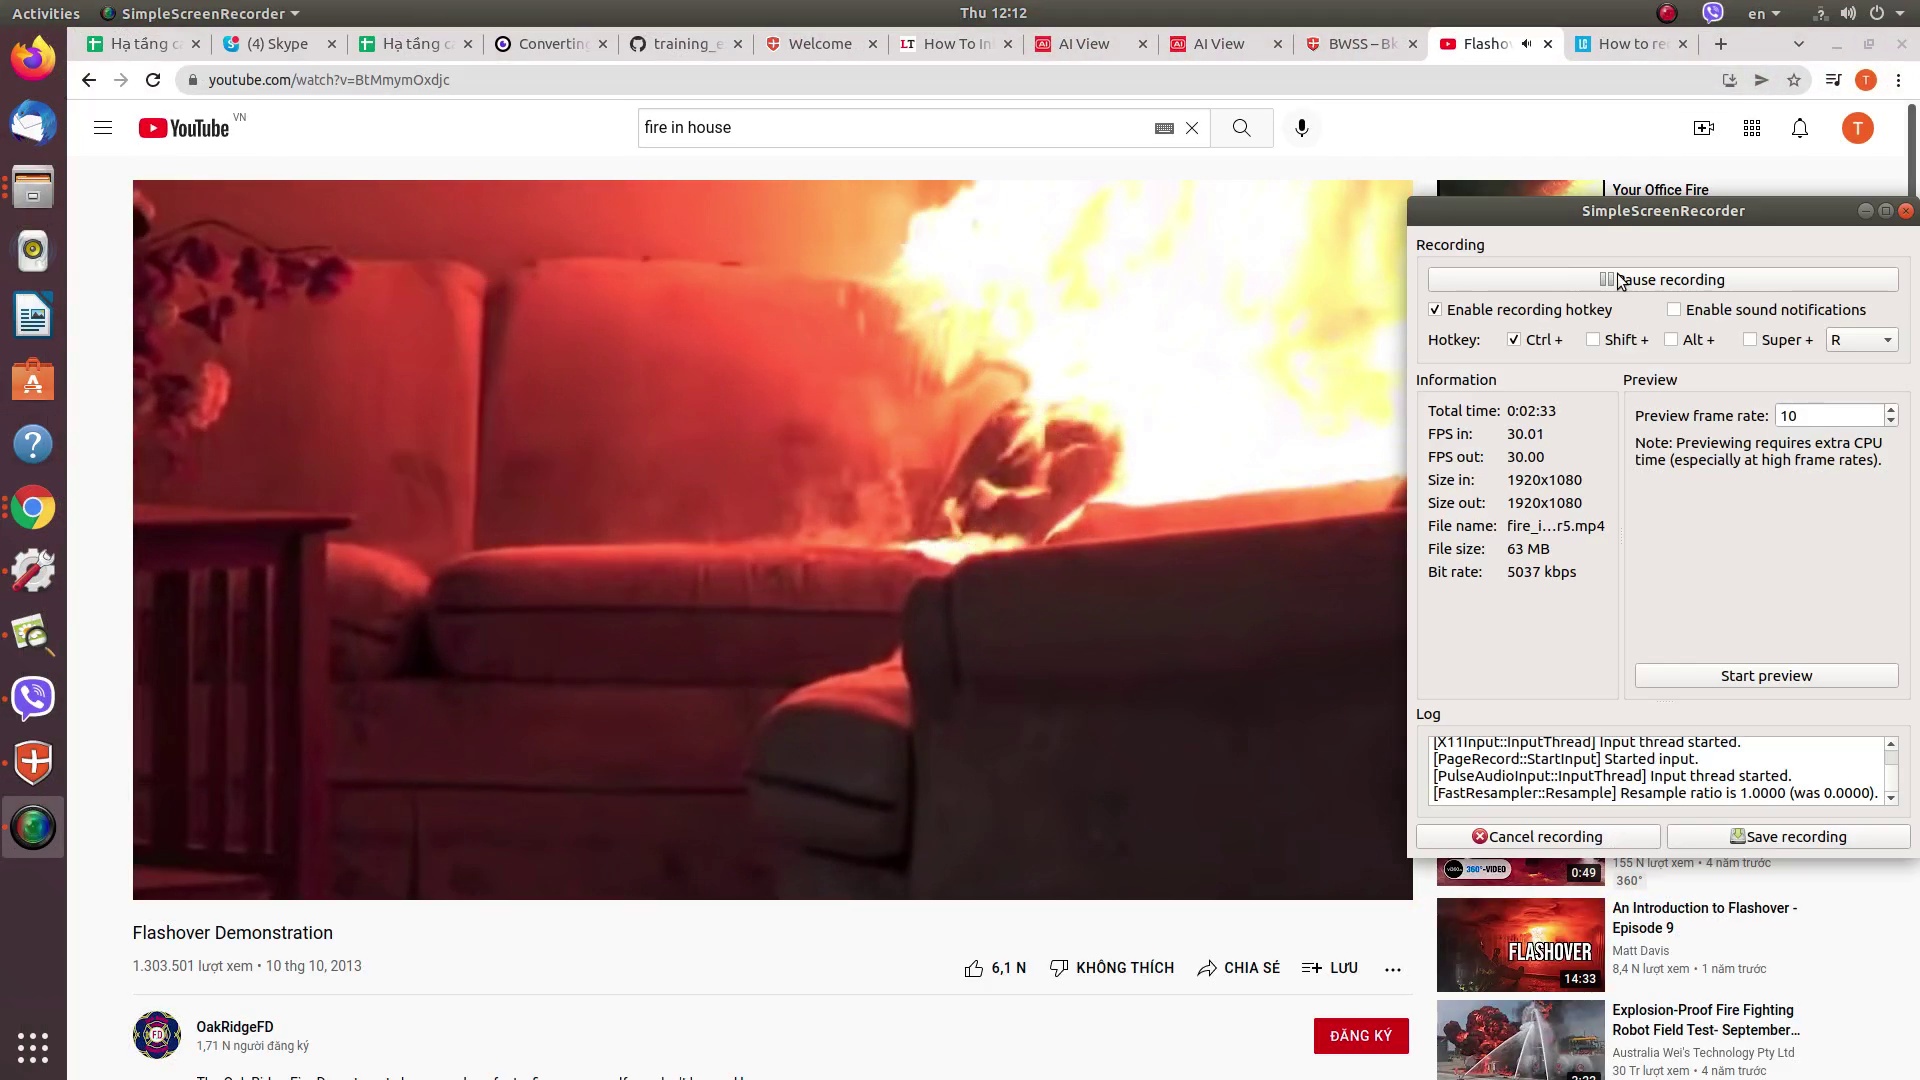 Activities
SimpleScreenRecorder
Thu 12:12
en
Hạ tầng c
(4) Skype
Hạ tầng c
Converting
training_e
Welcome
How To In
AI View
AI View
BWSS – Bk
Flasho
How to re
youtube.com/watch?v=BtMmymOxdjc
YouTube VN
fire in house
T
Your Office Fire
SimpleScreenRecorder
Recording
ause recording
Enable recording hotkey
Enable sound notifications
Hotkey: Ctrl + Shift + Alt + Super + R
Information
Preview
Total time: 0:02:33
FPS in: 30.01
FPS out: 30.00
Size in: 1920x1080
Size out: 1920x1080
File name: fire_i...r5.mp4
File size: 63 MB
Bit rate: 5037 kbps
Preview frame rate: 10
Note: Previewing requires extra CPU
time (especially at high frame rates).
Start preview
Log
[X11Input::InputThread] Input thread started.
[PageRecord::StartInput] Started input.
[PulseAudioInput::InputThread] Input thread started.
[FastResampler::Resample] Resample ratio is 1.0000 (was 0.0000).
Cancel recording
Save recording
360°-VIDEO
0:49
155 N lượt xem • 4 năm trước
360°
FLASHOVER
14:33
An Introduction to Flashover -
Episode 9
Matt Davis
8,4 N lượt xem • 1 năm trước
Explosion-Proof Fire Fighting
Robot Field Test- September...
Australia Wei's Technology Pty Ltd
30 Tr lượt xem • 4 năm trước
Flashover Demonstration
1.303.501 lượt xem • 10 thg 10, 2013
6,1 N
KHÔNG THÍCH
CHIA SẺ
LƯU
OakRidgeFD
1,71 N người đăng ký
ĐĂNG KÝ